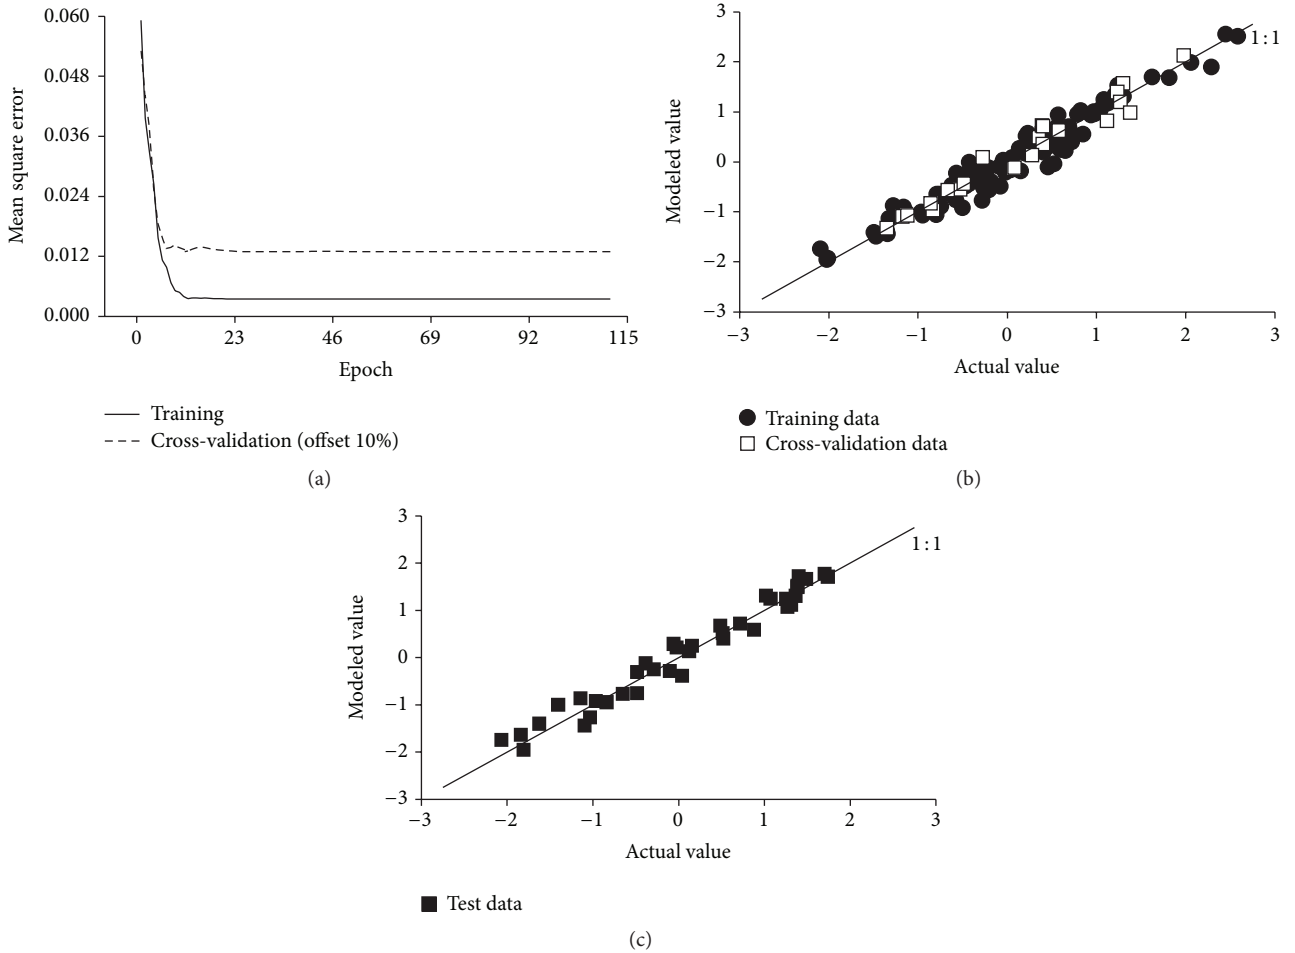 0.060
0.048
0.036
0.024
0.012
0.000
Mean square error
0 23 46 69 92 115
Epoch
Training
Cross-validation (offset 10%)
(a)
3
2
1
0
−1
−2
−3
Modeled value
1 : 1
−3 −2 −1 0 1 2 3
Actual value
Training data
Cross-validation data
(b)
3
2
1
0
−1
−2
−3
Modeled value
1 : 1
−3 −2 −1 0 1 2 3
Actual value
Test data
(c)